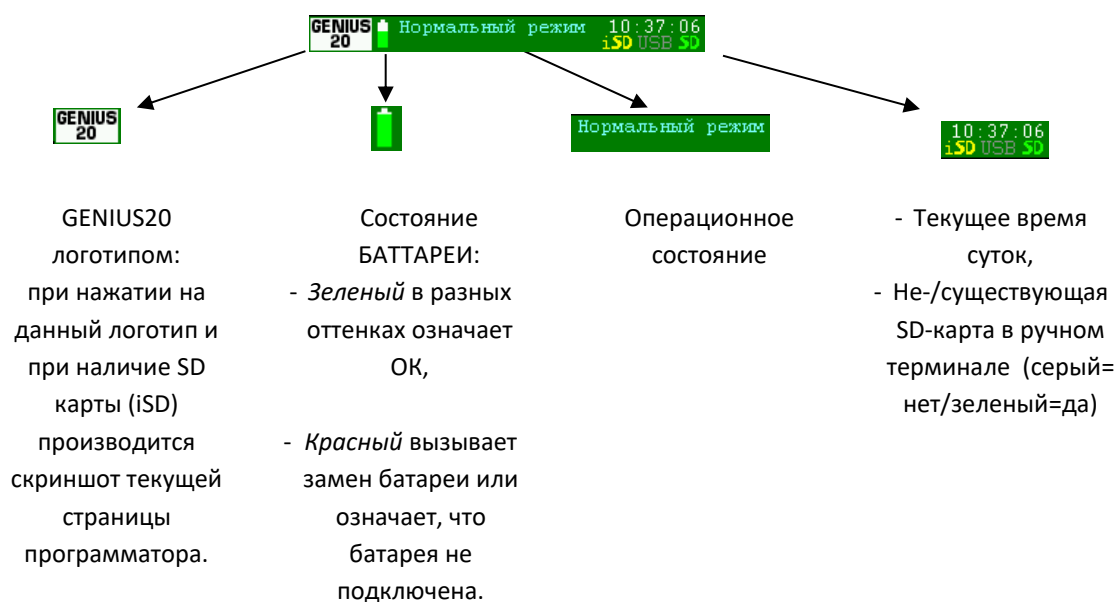 GENIUS 20 Нормальный режим 10:37:06
iSD USB SD
GENIUS
20
Нормальный режим
10:37:06
iSD USB SD
GENIUS20
логотипом:
при нажатии на
данный логотип и
при наличие SD
карты (iSD)
производится
скриншот текущей
страницы
программатора.
Состояние
БАТТАРЕИ:
- Зеленый в разных
оттенках означает
ОК,
- Красный вызывает
замен батареи или
означает, что
батарея не
подключена.
Операционное
состояние
- Текущее время
суток,
- Не-/существующая
SD-карта в ручном
терминале (серый=
нет/зеленый=да)